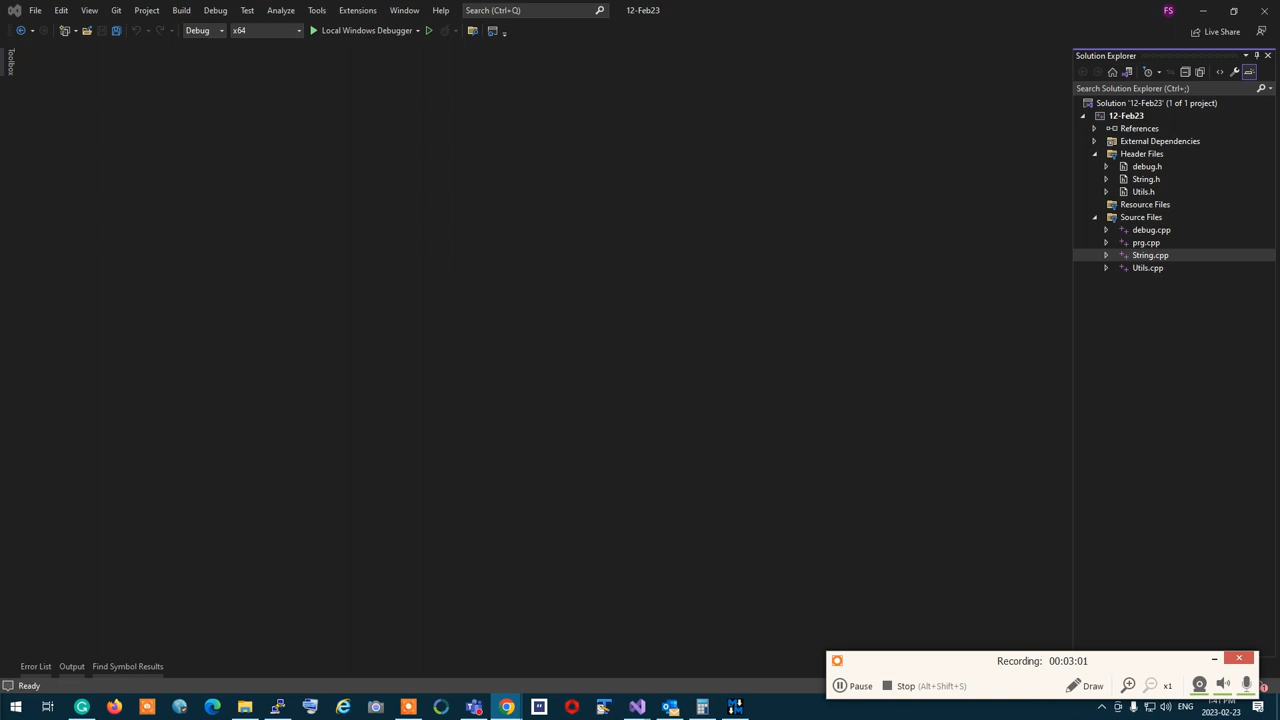 File Edit View Git Project Build Debug Test Analyze Tools Extensions Window Help Search (Ctrl+Q) 12-Feb23 FS
Debug x64 Local Windows Debugger Live Share
Toolbox
Solution Explorer
Search Solution Explorer (Ctrl+;)
Solution '12-Feb23' (1 of 1 project)
12-Feb23
References
External Dependencies
Header Files
debug.h
String.h
Utils.h
Resource Files
Source Files
debug.cpp
prg.cpp
String.cpp
Utils.cpp
Error List Output Find Symbol Results
Recording: 00:03:01
Ready
Pause Stop (Alt+Shift+S) Draw x1
ENG 1:41 PM
2023-02-23